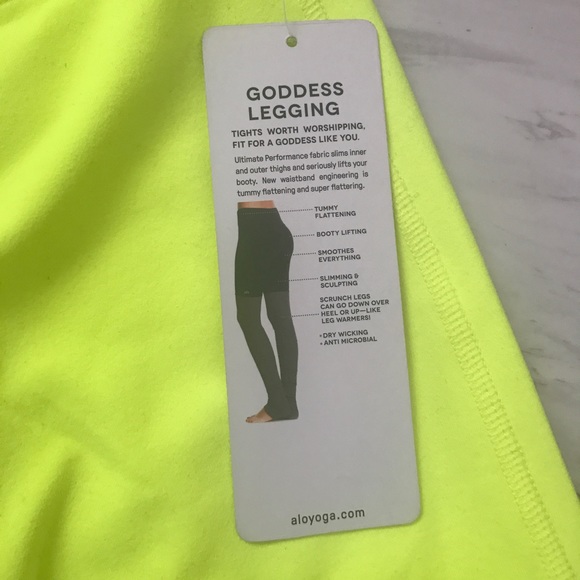 GODDESS
LEGGING
TIGHTS WORTH WORSHIPPING,
FIT FOR A GODDESS LIKE YOU.
Ultimate Performance fabric slims inner
and outer thighs and seriously lifts your
booty. New waistband engineering is
tummy flattening and super flattering.
TUMMY
FLATTENING
BOOTY LIFTING
SMOOTHES
EVERYTHING
SLIMMING &
SCULPTING
SCRUNCH LEGS
CAN GO DOWN OVER
HEEL OR UP—LIKE
LEG WARMERS!
• DRY WICKING
• ANTI MICROBIAL
aloyoga.com